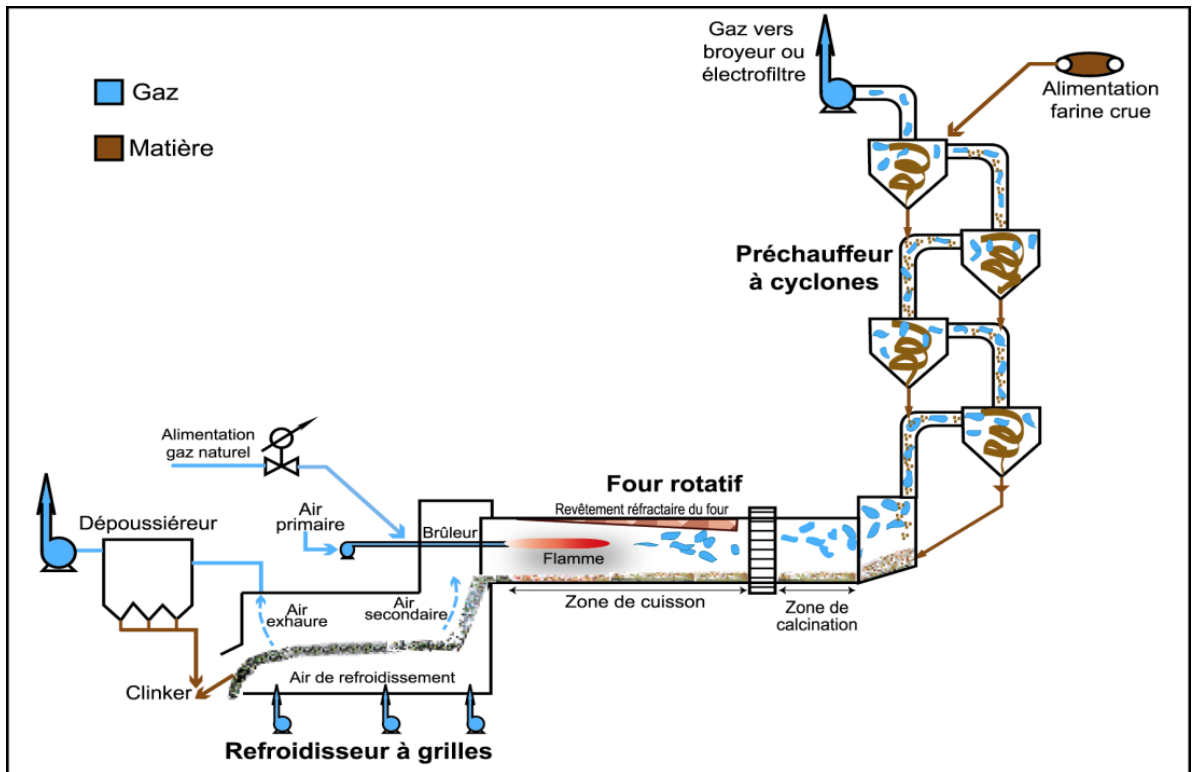 Gaz vers
broyeur ou
électrofiltre
Alimentation
farine crue
Gaz
Matière
Préchauffeur
à cyclones
Alimentation
gaz naturel
Four rotatif
Revêtement réfractaire du four
Dépoussiéreur
Air
primaire
Brûleur
Flamme
Air
exhaure
Air
secondaire
Zone de cuisson
Zone de
calcination
Clinker
Air de refroidissement
Refroidisseur à grilles